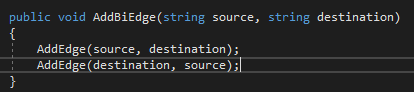 public void AddBiEdge(string source, string destination)
{
    AddEdge(source, destination);
    AddEdge(destination, source);
}